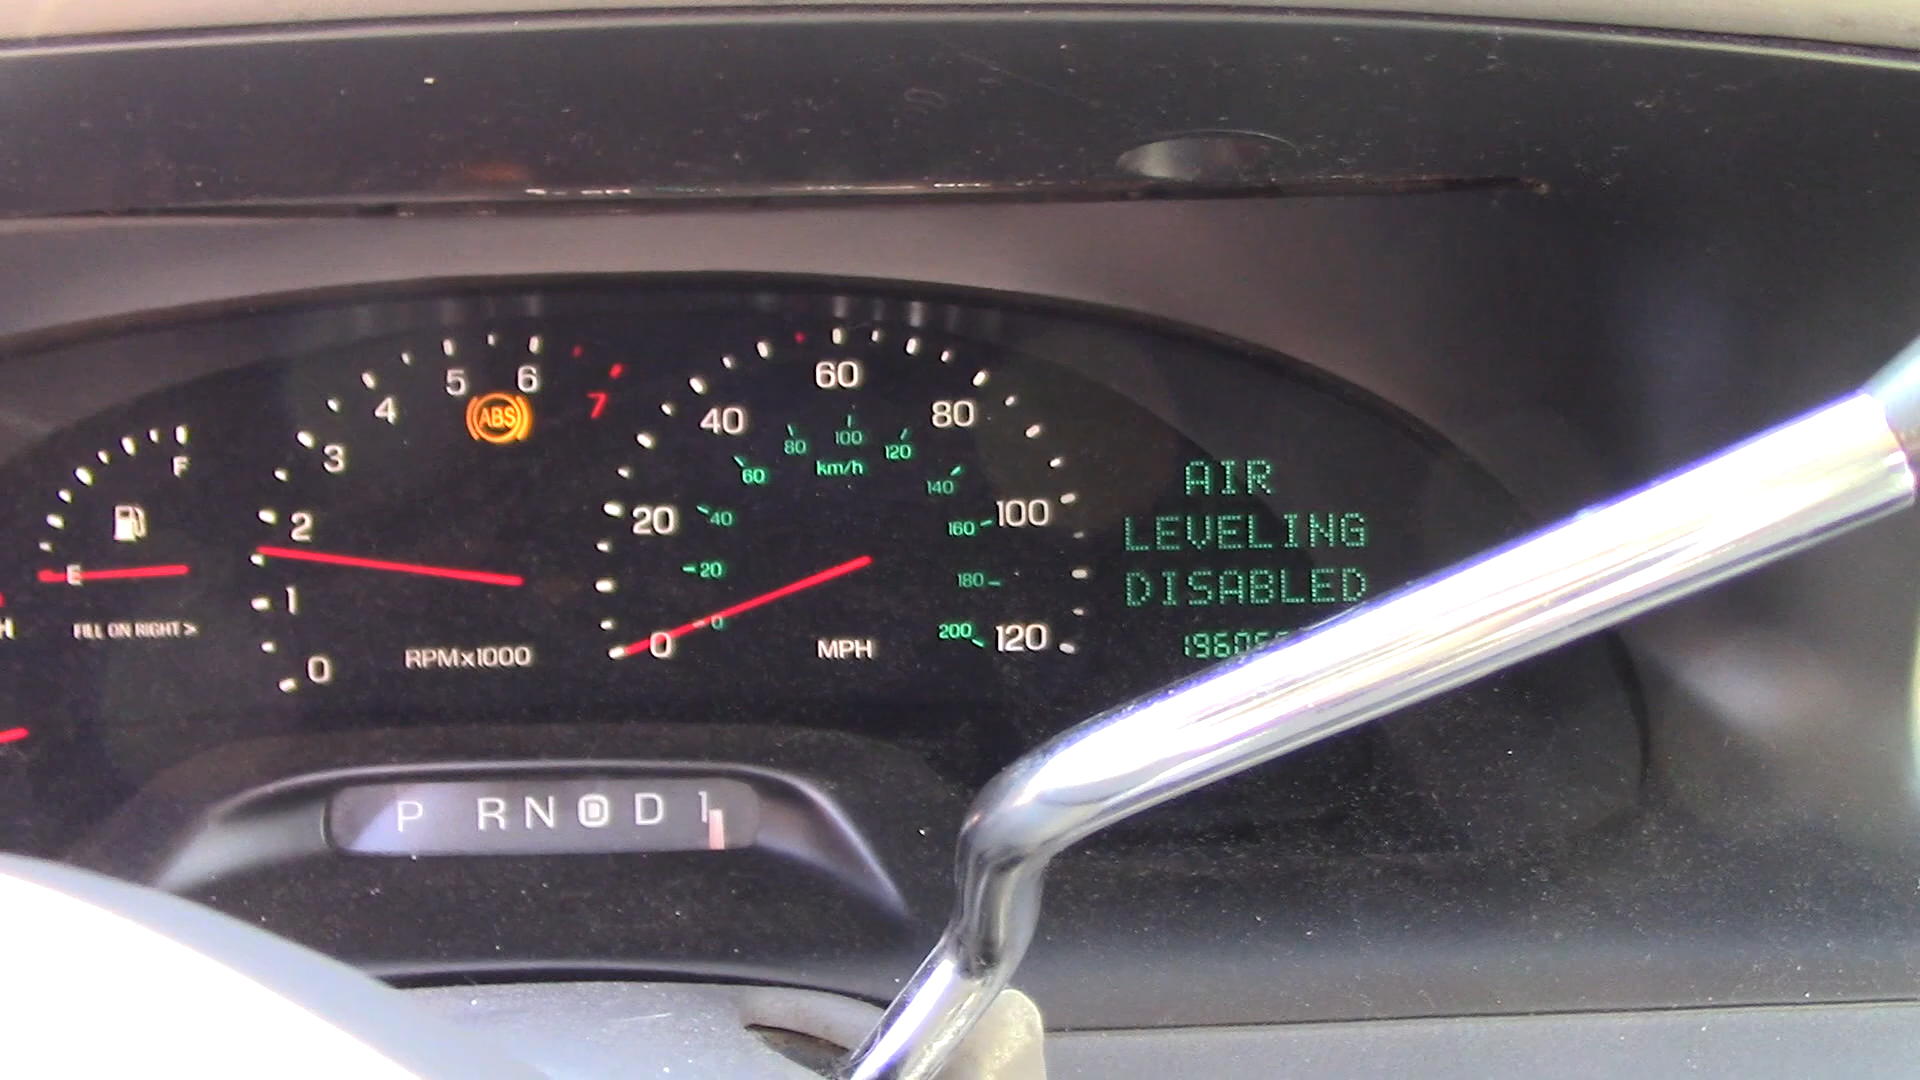 F
E
FILL ON RIGHT >
H
0
1
2
3
4
5
6
7
ABS
RPMx1000
0
20
40
60
80
100
120
0
20
40
60
80
100
120
140
160
180
200
km/h
MPH
AIR
LEVELING
DISABLED
P R N D D 1